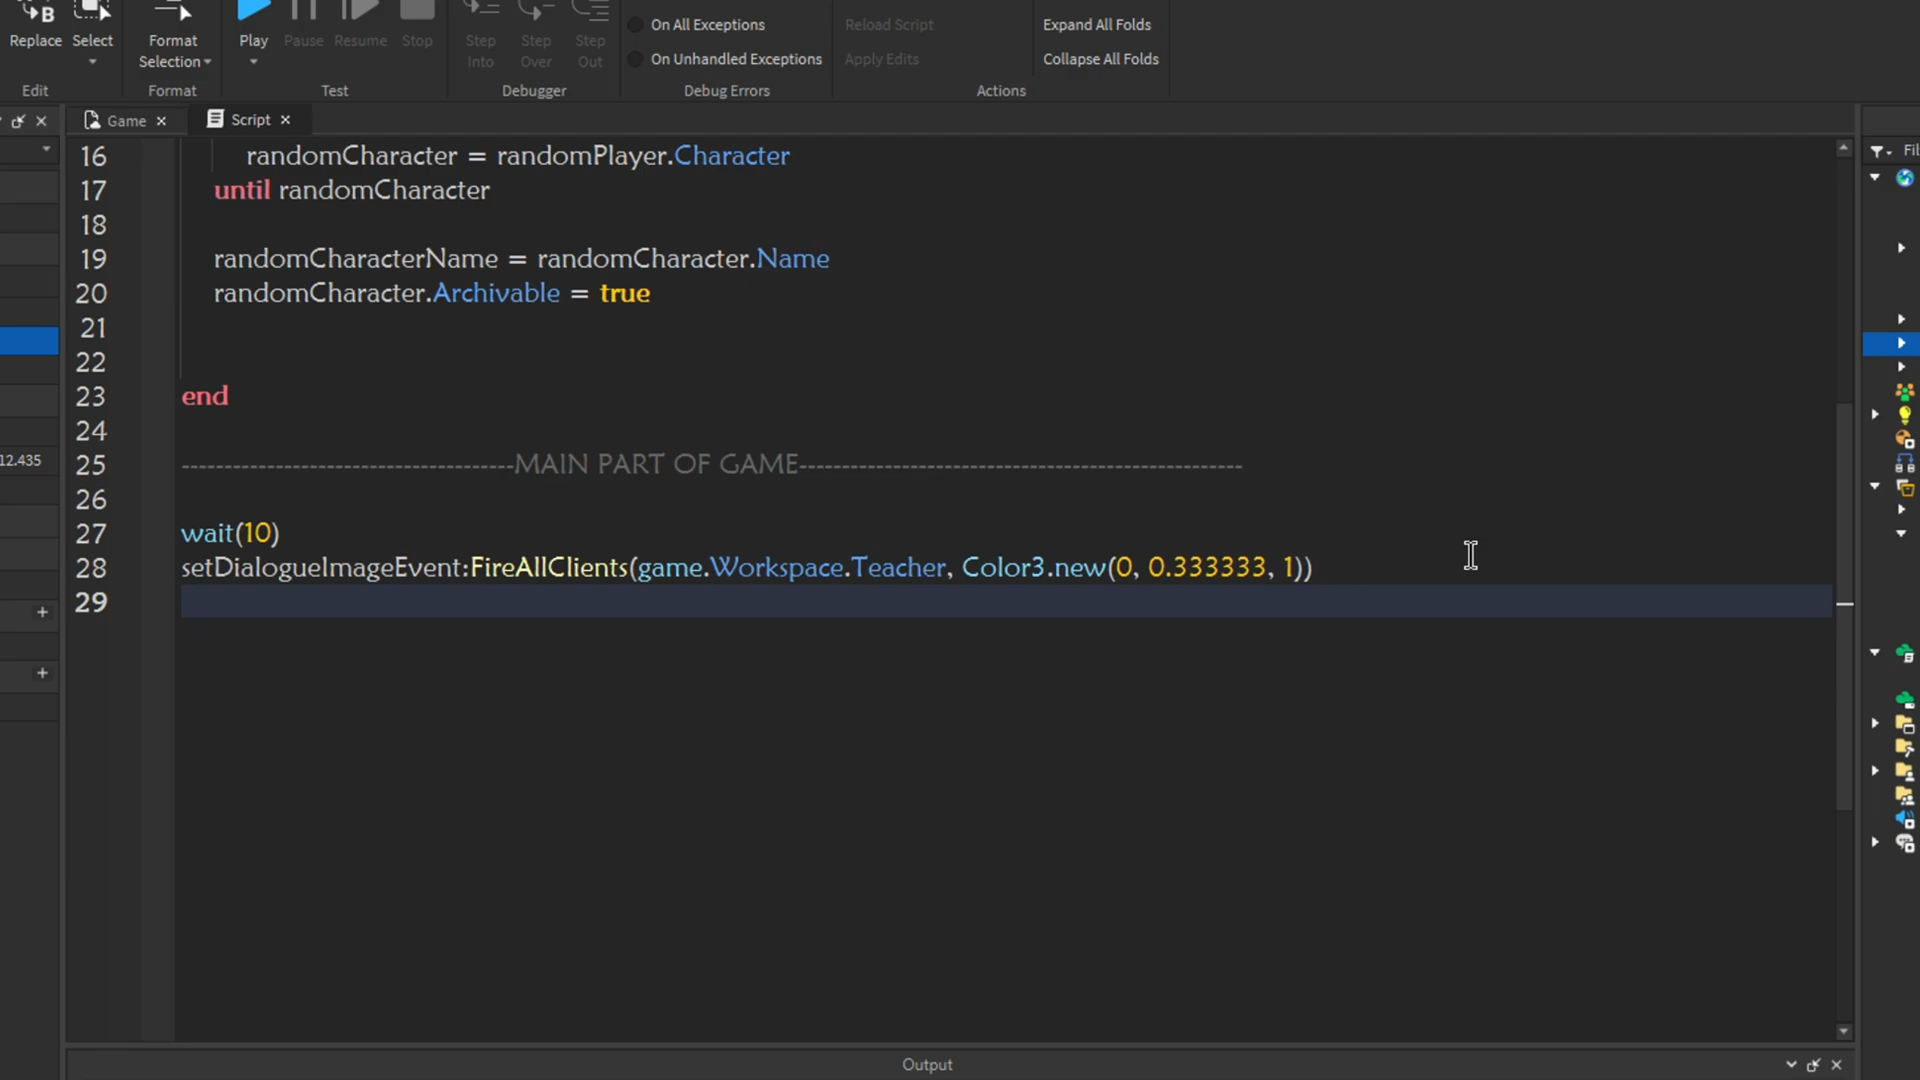 Replace Select Format Selection Play Pause Resume Stop Step Into Step Over Step Out
On All Exceptions Reload Script Expand All Folds
On Unhandled Exceptions Apply Edits Collapse All Folds
Edit Format Test Debugger Debug Errors Actions
Game Script
16 randomCharacter = randomPlayer.Character
17 until randomCharacter
18
19 randomCharacterName = randomCharacter.Name
20 randomCharacter.Archivable = true
21
22
23 end
24
25 ---------------------------------------MAIN PART OF GAME----------------------------------------------------
26
27 wait(10)
28 setDialogueImageEvent:FireAllClients(game.Workspace.Teacher, Color3.new(0, 0.333333, 1))
29
12.435
Output